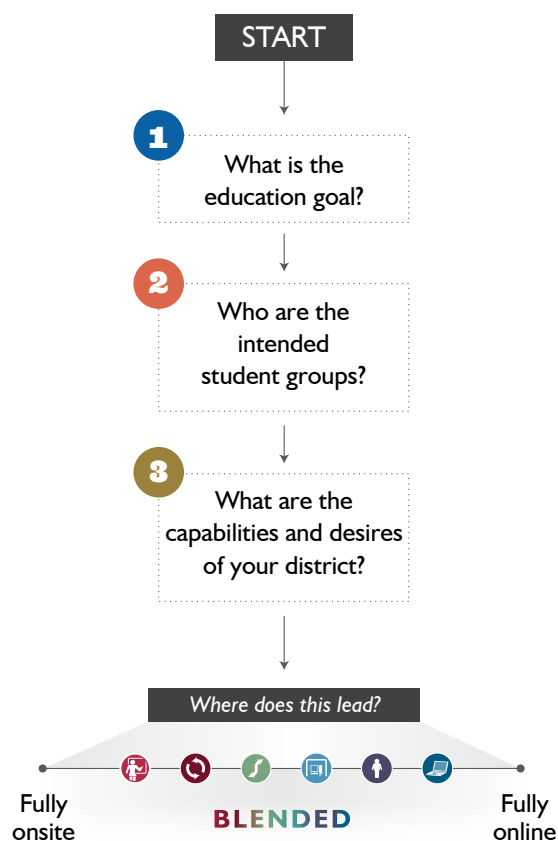 START
1
What is the
education goal?
2
Who are the
intended
student groups?
3
What are the
capabilities and desires
of your district?
Where does this lead?
Fully
onsite
BLENDED
Fully
online